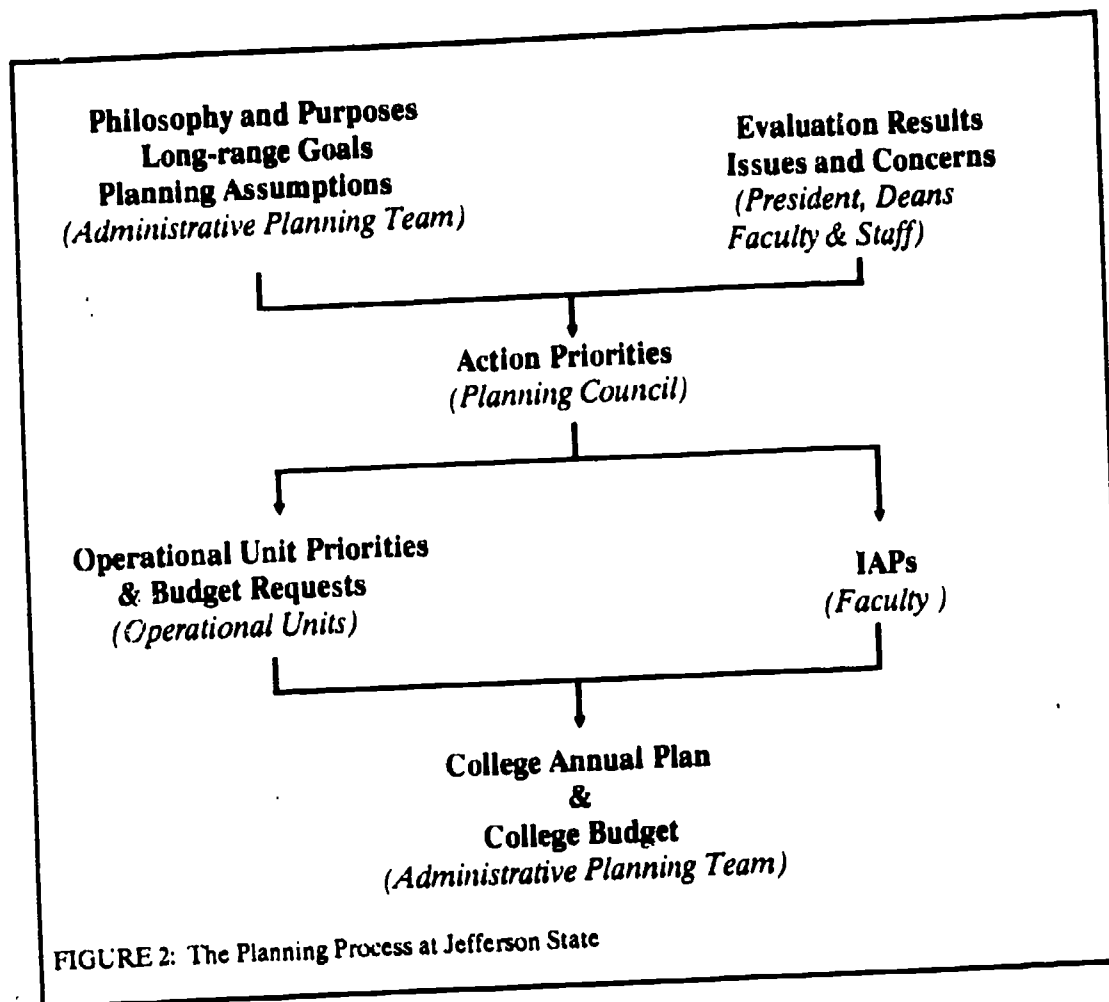 Philosophy and Purposes
Long-range Goals
Planning Assumptions
(Administrative Planning Team)
Evaluation Results
Issues and Concerns
(President, Deans
Faculty & Staff)
Action Priorities
(Planning Council)
Operational Unit Priorities
& Budget Requests
(Operational Units)
IAPs
(Faculty )
College Annual Plan
&
College Budget
(Administrative Planning Team)
FIGURE 2: The Planning Process at Jefferson State